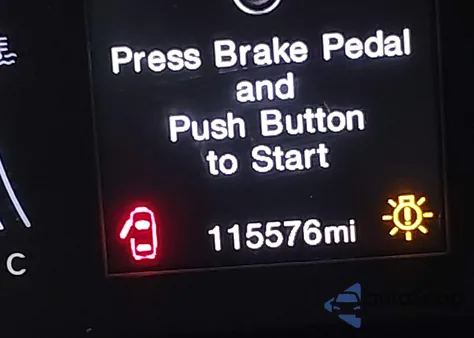 Press Brake Pedal
and
Push Button
to Start
115576mi
C